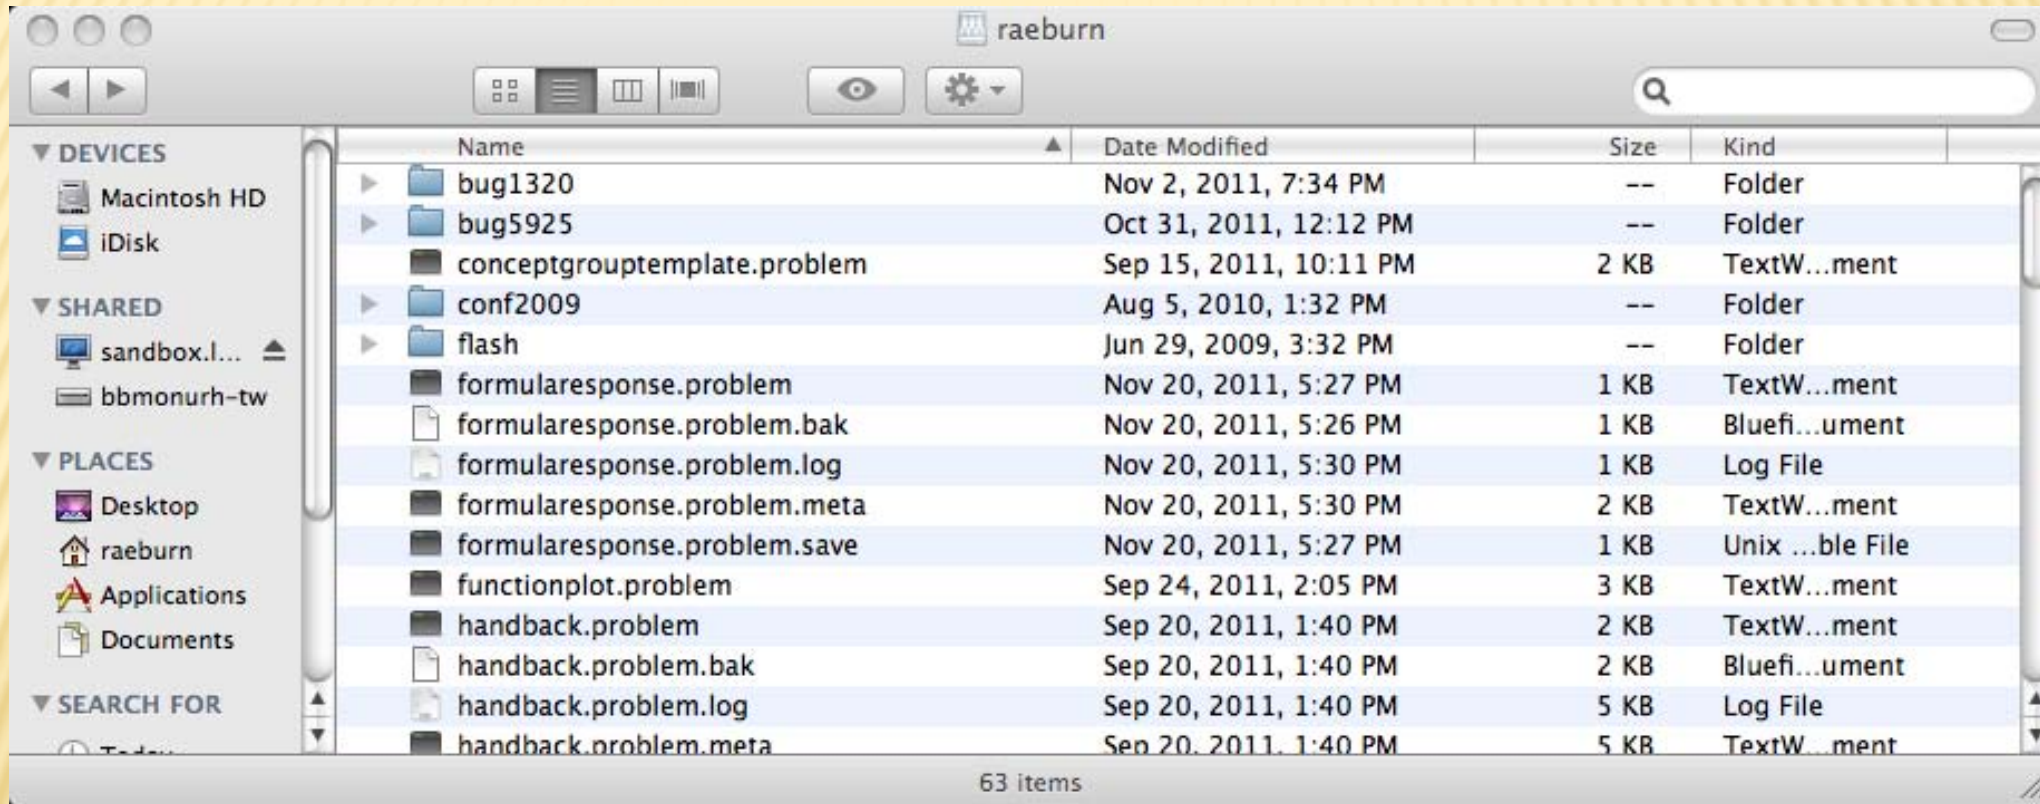 raeburn
DEVICES
Macintosh HD
iDisk
SHARED
sandbox.l...
bbmonurh-tw
PLACES
Desktop
raeburn
Applications
Documents
SEARCH FOR
Today
Name Date Modified Size Kind
bug1320 Nov 2, 2011, 7:34 PM -- Folder
bug5925 Oct 31, 2011, 12:12 PM -- Folder
conceptgrouptemplate.problem Sep 15, 2011, 10:11 PM 2 KB TextW...ment
conf2009 Aug 5, 2010, 1:32 PM -- Folder
flash Jun 29, 2009, 3:32 PM -- Folder
formularesponse.problem Nov 20, 2011, 5:27 PM 1 KB TextW...ment
formularesponse.problem.bak Nov 20, 2011, 5:26 PM 1 KB Bluefi...ument
formularesponse.problem.log Nov 20, 2011, 5:30 PM 1 KB Log File
formularesponse.problem.meta Nov 20, 2011, 5:30 PM 2 KB TextW...ment
formularesponse.problem.save Nov 20, 2011, 5:27 PM 1 KB Unix ...ble File
functionplot.problem Sep 24, 2011, 2:05 PM 3 KB TextW...ment
handback.problem Sep 20, 2011, 1:40 PM 2 KB TextW...ment
handback.problem.bak Sep 20, 2011, 1:40 PM 2 KB Bluefi...ument
handback.problem.log Sep 20, 2011, 1:40 PM 5 KB Log File
handback.problem.meta Sep 20, 2011, 1:40 PM 5 KB TextW...ment
63 items